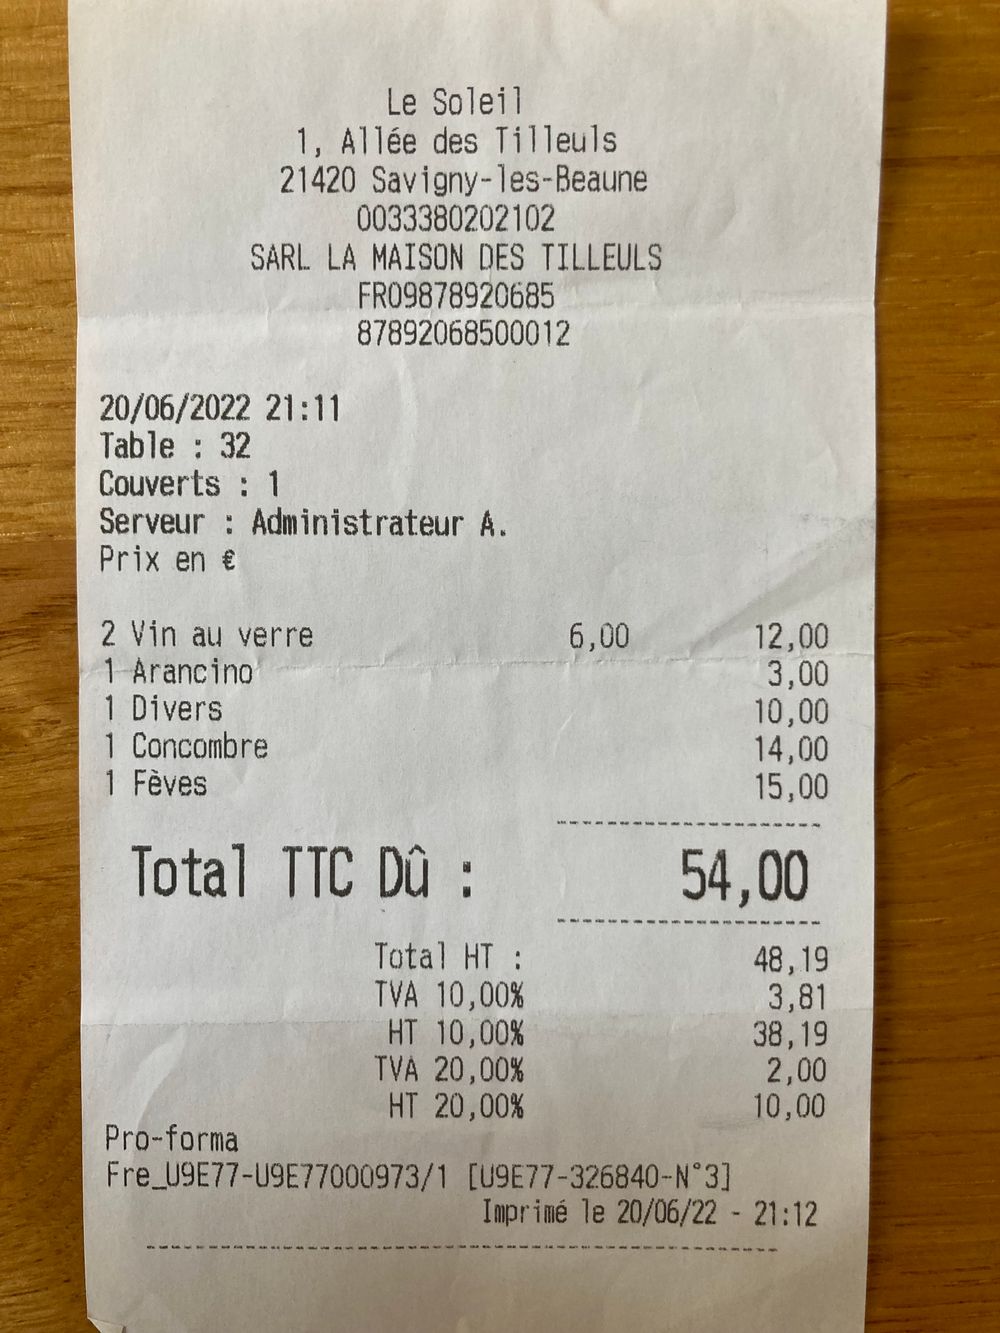 Le Soleil
1, Allée des Tilleuls
21420 Savigny-les-Beaune
0033380202102
SARL LA MAISON DES TILLEULS
FR09878920685
87892068500012
20/06/2022 21:11
Table : 32
Couverts : 1
Serveur : Administrateur A.
Prix en €
2 Vin au verre 6,00 12,00
1 Arancino 3,00
1 Divers 10,00
1 Concombre 14,00
1 Fèves 15,00
Total TTC Dû : 54,00
Total HT : 48,19
TVA 10,00% 3,81
HT 10,00% 38,19
TVA 20,00% 2,00
HT 20,00% 10,00
Pro-forma
Fre_U9E77-U9E77000973/1 [U9E77-326840-N°3]
Imprimé le 20/06/22 - 21:12